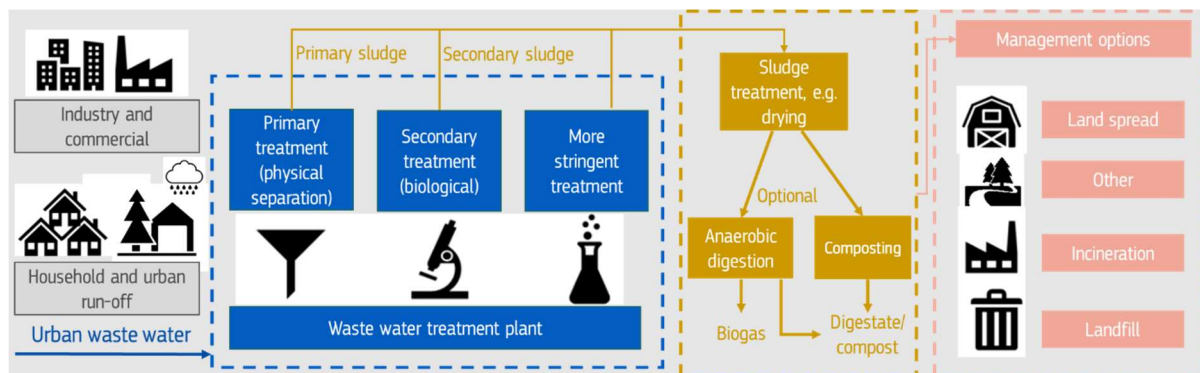 Industry and
commercial
Household and urban
run-off
Urban waste water
Primary sludge
Secondary sludge
Primary
treatment
(physical
separation)
Secondary
treatment
(biological)
More
stringent
treatment
Waste water treatment plant
Sludge
treatment, e.g.
drying
Optional
Anaerobic
digestion
Composting
Biogas
Digestate/
compost
Management options
Land spread
Other
Incineration
Landfill